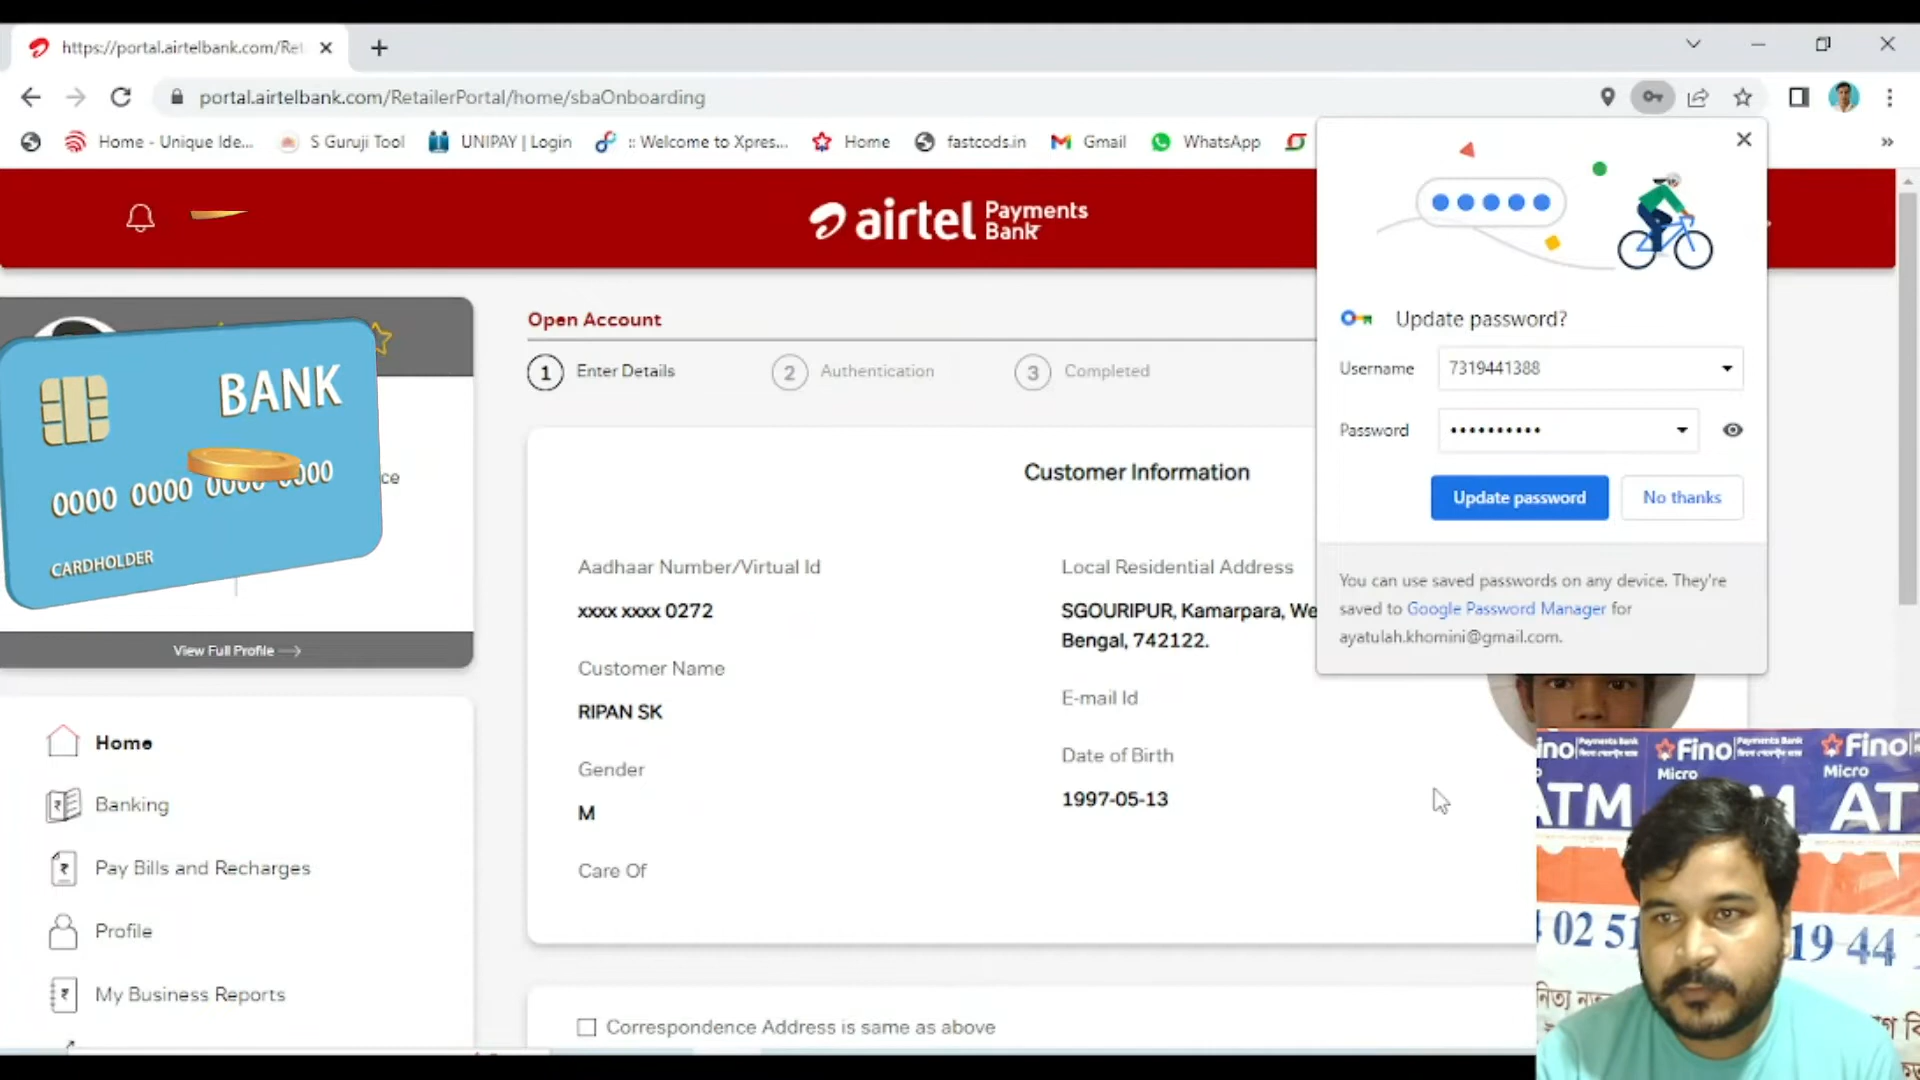 https://portal.airtelbank.com/Ret
portal.airtelbank.com/RetailerPortal/home/sbaOnboarding
Home - Unique Ide...
S Guruji Tool
UNIPAY | Login
:: Welcome to Xpres...
Home
fastcods.in
Gmail
WhatsApp
airtel Payments Bank
Update password?
Username 7319441388
Password ••••••••••
Update password
No thanks
You can use saved passwords on any device. They're
saved to Google Password Manager for
ayatulah.khomini@gmail.com.
BANK
0000 0000 0000 0000
CARDHOLDER
ce
View Full Profile
Home
Banking
Pay Bills and Recharges
Profile
My Business Reports
Open Account
1 Enter Details
2 Authentication
3 Completed
Customer Information
Aadhaar Number/Virtual Id
xxxx xxxx 0272
Customer Name
RIPAN SK
Gender
M
Care Of
Local Residential Address
SGOURIPUR, Kamarpara, We
Bengal, 742122.
E-mail Id
Date of Birth
1997-05-13
Correspondence Address is same as above
ino Payments Bank
Fino Payments Bank
Fino
Micro
Micro
ATM
M
AT
02 51
19 44
নিত্য